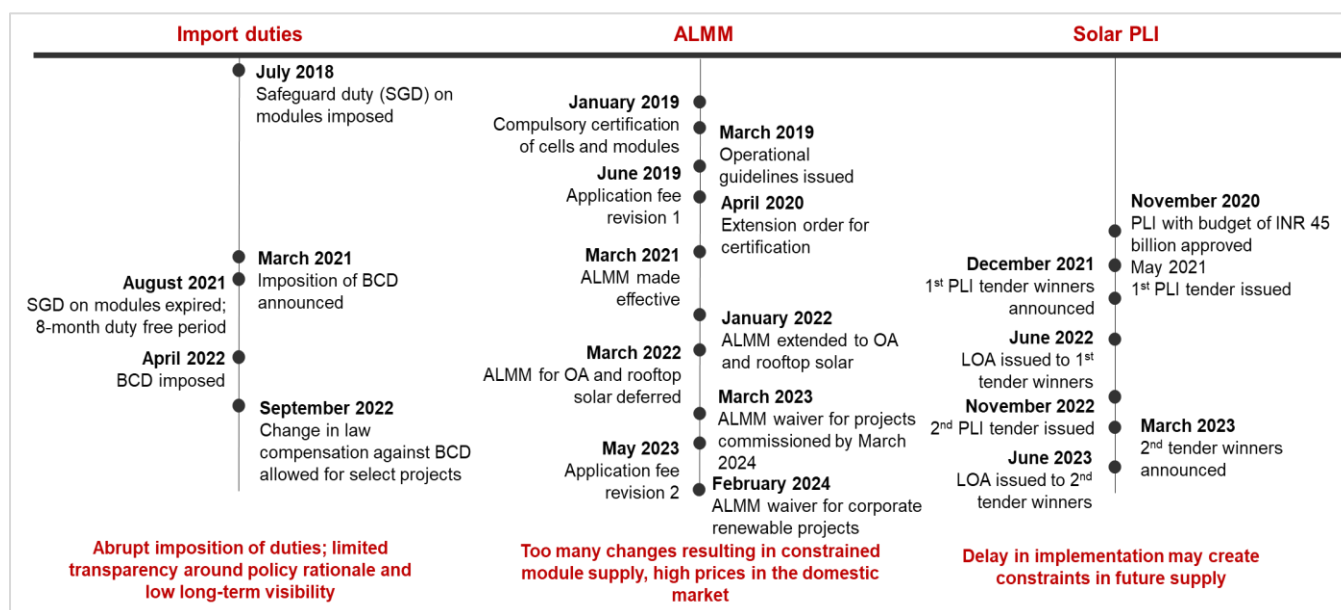 Import duties
July 2018
Safeguard duty (SGD) on
modules imposed
March 2021
Imposition of BCD
announced
August 2021
SGD on modules expired;
8-month duty free period
April 2022
BCD imposed
September 2022
Change in law
compensation against BCD
allowed for select projects
Abrupt imposition of duties; limited
transparency around policy rationale and
low long-term visibility
ALMM
January 2019
Compulsory certification
of cells and modules
March 2019
Operational
guidelines issued
June 2019
Application fee
revision 1
April 2020
Extension order for
certification
March 2021
ALMM made
effective
January 2022
ALMM extended to OA
and rooftop solar
March 2022
ALMM for OA and rooftop
solar deferred
March 2023
ALMM waiver for projects
commissioned by March
2024
May 2023
Application fee
revision 2
February 2024
ALMM waiver for corporate
renewable projects
Too many changes resulting in constrained
module supply, high prices in the domestic
market
Solar PLI
November 2020
PLI with budget of INR 45
billion approved
May 2021
1st PLI tender issued
December 2021
1st PLI tender winners
announced
June 2022
LOA issued to 1st
tender winners
November 2022
2nd PLI tender issued
March 2023
2nd tender winners
announced
June 2023
LOA issued to 2nd
tender winners
Delay in implementation may create
constraints in future supply